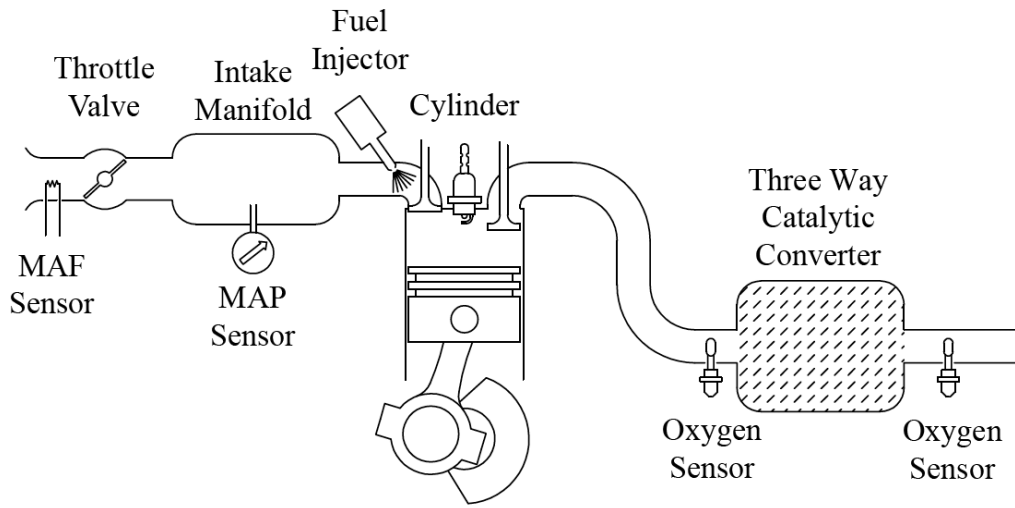 Fuel
Injector
Throttle
Valve
Intake
Manifold
Cylinder
Three Way
Catalytic
Converter
MAF
Sensor
MAP
Sensor
Oxygen
Sensor
Oxygen
Sensor